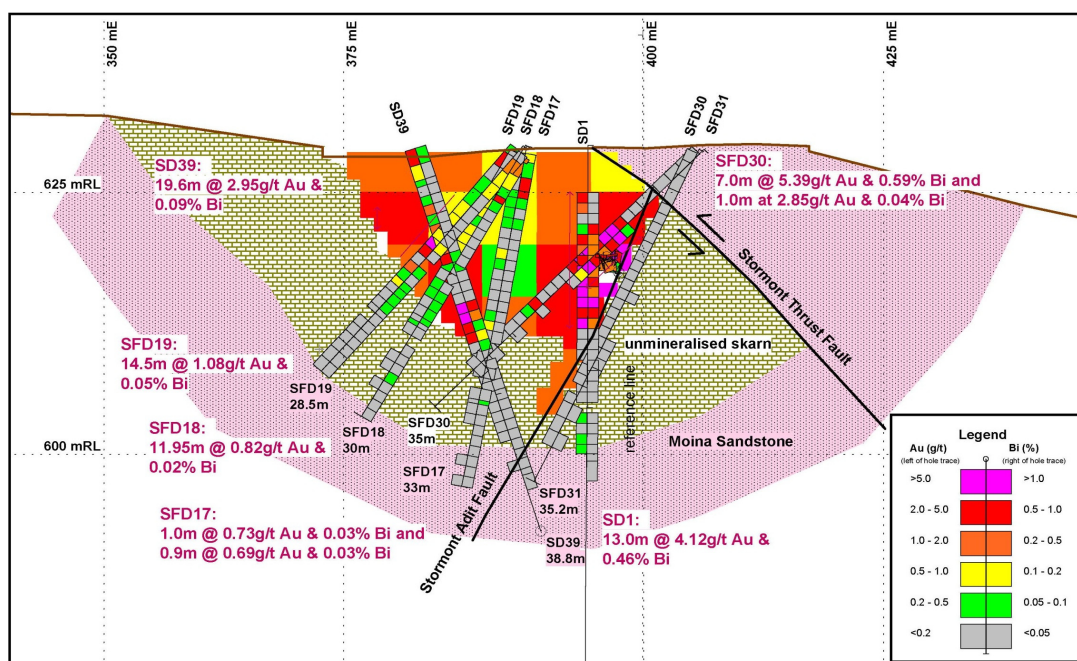 350 mE
375 mE
400 mE
425 mE
SD39
SFD19
SFD18
SFD17
SD1
SFD30
SFD31
625 mRL
600 mRL
SD39:
19.6m @ 2.95g/t Au &
0.09% Bi
SFD30:
7.0m @ 5.39g/t Au & 0.59% Bi and
1.0m at 2.85g/t Au & 0.04% Bi
Stormont Thrust Fault
unmineralised skarn
reference line
Moina Sandstone
SFD19:
14.5m @ 1.08g/t Au &
0.05% Bi
SFD19
28.5m
SFD18:
11.95m @ 0.82g/t Au &
0.02% Bi
SFD18
30m
SFD30
35m
SFD17
33m
SFD31
35.2m
SD39
38.8m
Stormont Adit Fault
SFD17:
1.0m @ 0.73g/t Au & 0.03% Bi and
0.9m @ 0.69g/t Au & 0.03% Bi
SD1:
13.0m @ 4.12g/t Au &
0.46% Bi
Legend
Au (g/t) Bi (%)
(left of hole trace) (right of hole trace)
>5.0 >1.0
2.0 - 5.0 0.5 - 1.0
1.0 - 2.0 0.2 - 0.5
0.5 - 1.0 0.1 - 0.2
0.2 - 0.5 0.05 - 0.1
<0.2 <0.05